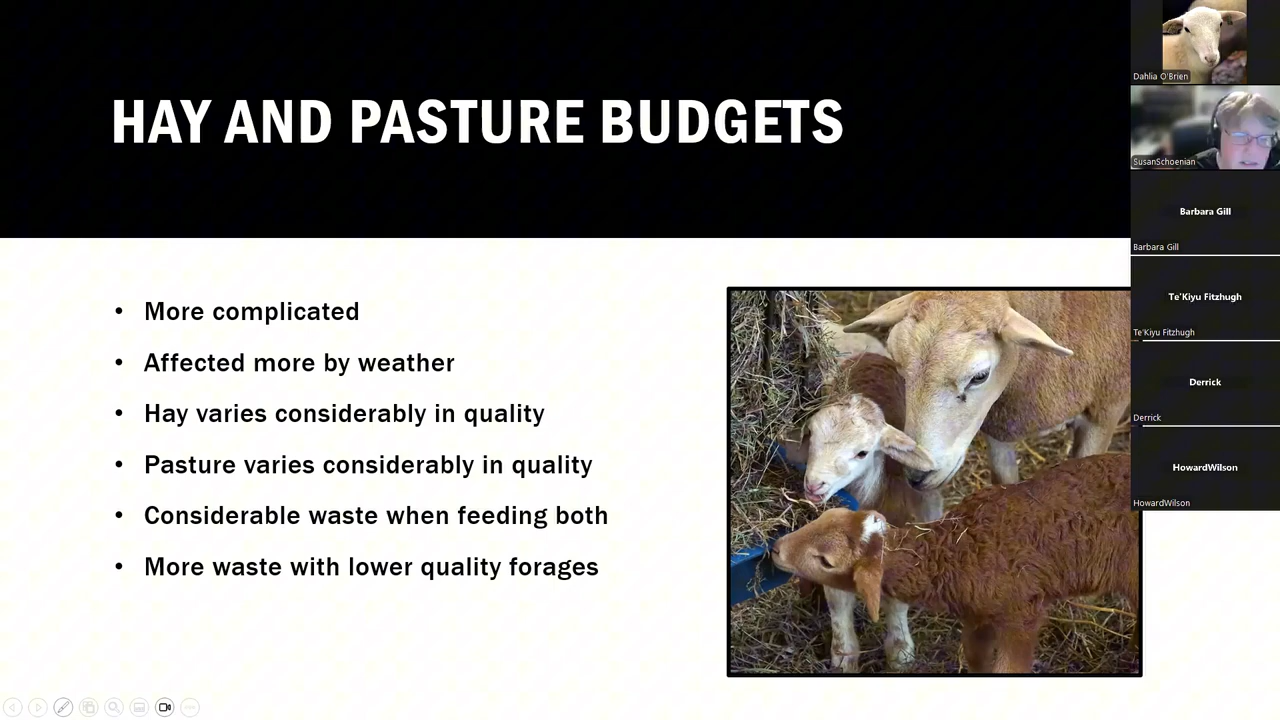 HAY AND PASTURE BUDGETS
• More complicated
• Affected more by weather
• Hay varies considerably in quality
• Pasture varies considerably in quality
• Considerable waste when feeding both
• More waste with lower quality forages
Dahlia O'Brien
SusanSchoenian
Barbara Gill
Barbara Gill
Te'Kiyu Fitzhugh
Te'Kiyu Fitzhugh
Derrick
Derrick
HowardWilson
HowardWilson